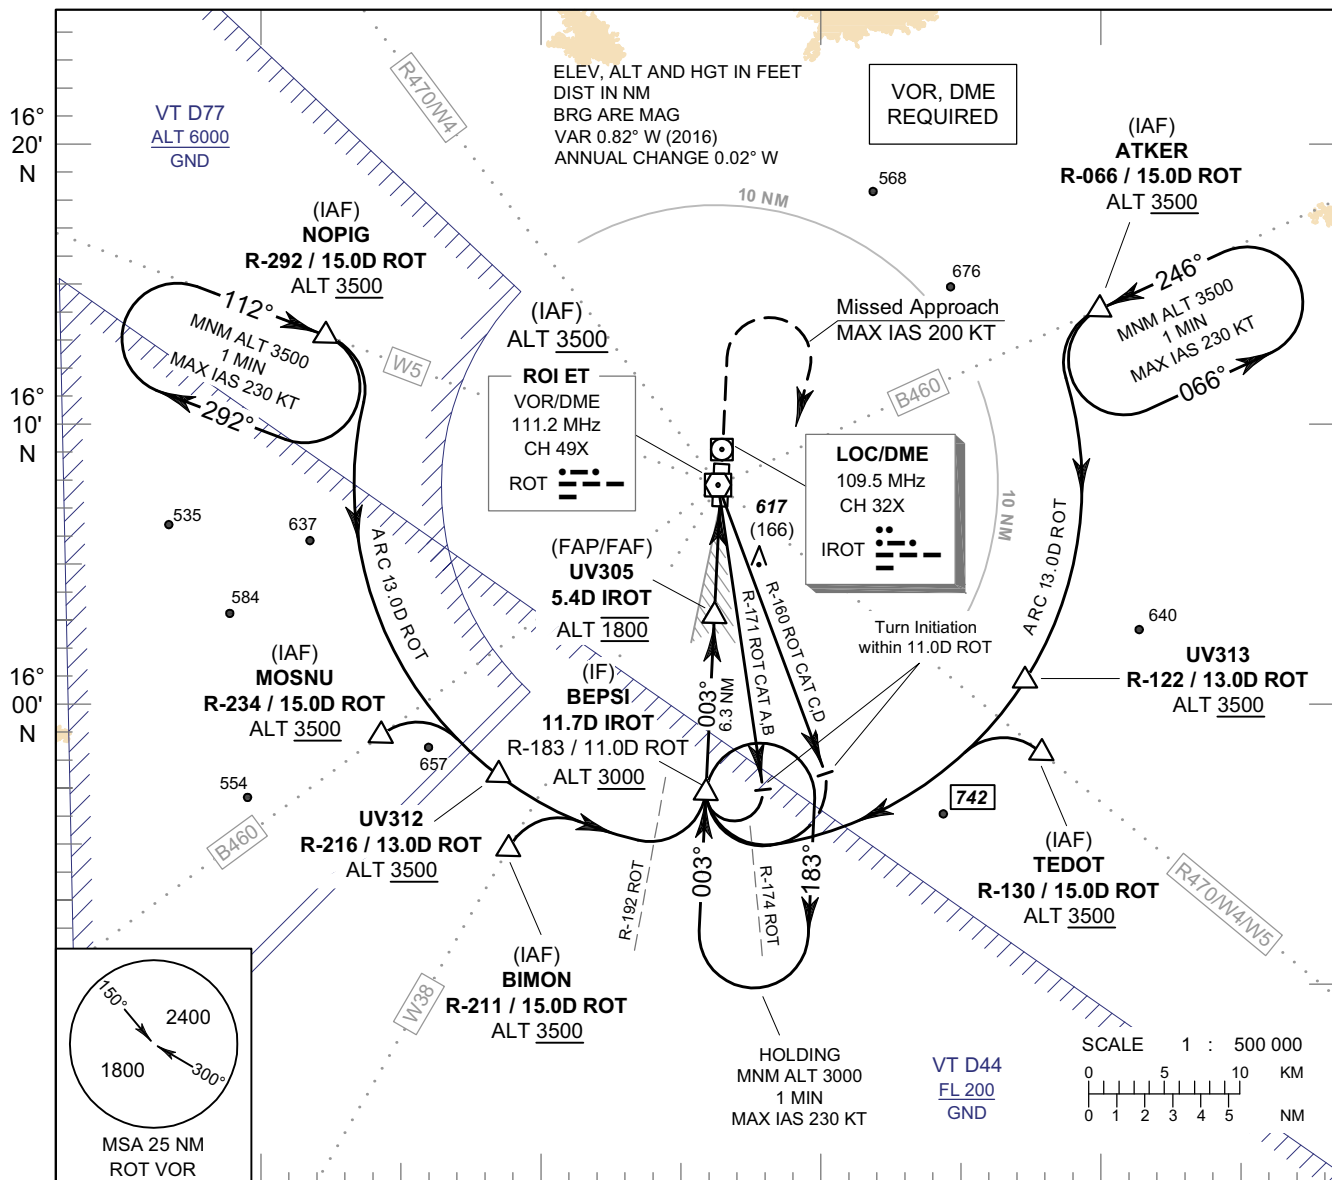 ELEV, ALT AND HGT IN FEET
DIST IN NM
BRG ARE MAG
VAR 0.82° W (2016)
ANNUAL CHANGE 0.02° W
VOR, DME
REQUIRED
16°
20'
N
VT D77
ALT 6000
GND
R470/W4
10 NM
568
(IAF)
ATKER
R-066 / 15.0D ROT
ALT 3500
(IAF)
NOPIG
R-292 / 15.0D ROT
ALT 3500
676
246°
MNM ALT 3500
1 MIN
MAX IAS 230 KT
066°
112°
MNM ALT 3500
1 MIN
MAX IAS 230 KT
292°
Missed Approach
MAX IAS 200 KT
(IAF)
ALT 3500
ROI ET
VOR/DME
111.2 MHz
CH 49X
ROT
W5
B460
16°
10'
N
LOC/DME
109.5 MHz
CH 32X
IROT
10 NM
617
(166)
535
637
584
ARC 13.0D ROT
ARC 13.0D ROT
(FAP/FAF)
UV305
5.4D IROT
ALT 1800
R-171 ROT CAT A,B
R-160 ROT CAT C,D
Turn Initiation
within 11.0D ROT
640
UV313
R-122 / 13.0D ROT
ALT 3500
16°
00'
N
(IAF)
MOSNU
R-234 / 15.0D ROT
ALT 3500
(IF)
BEPSI
11.7D IROT
R-183 / 11.0D ROT
ALT 3000
003°
6.3 NM
657
554
742
UV312
R-216 / 13.0D ROT
ALT 3500
B460
(IAF)
TEDOT
R-130 / 15.0D ROT
ALT 3500
R470/W4/W5
R-192 ROT
003°
R-174 ROT
183°
(IAF)
BIMON
R-211 / 15.0D ROT
ALT 3500
W38
150°
2400
1800
300°
MSA 25 NM
ROT VOR
HOLDING
MNM ALT 3000
1 MIN
MAX IAS 230 KT
VT D44
FL 200
GND
SCALE 1 : 500 000
0 5 10 KM
0 1 2 3 4 5 NM